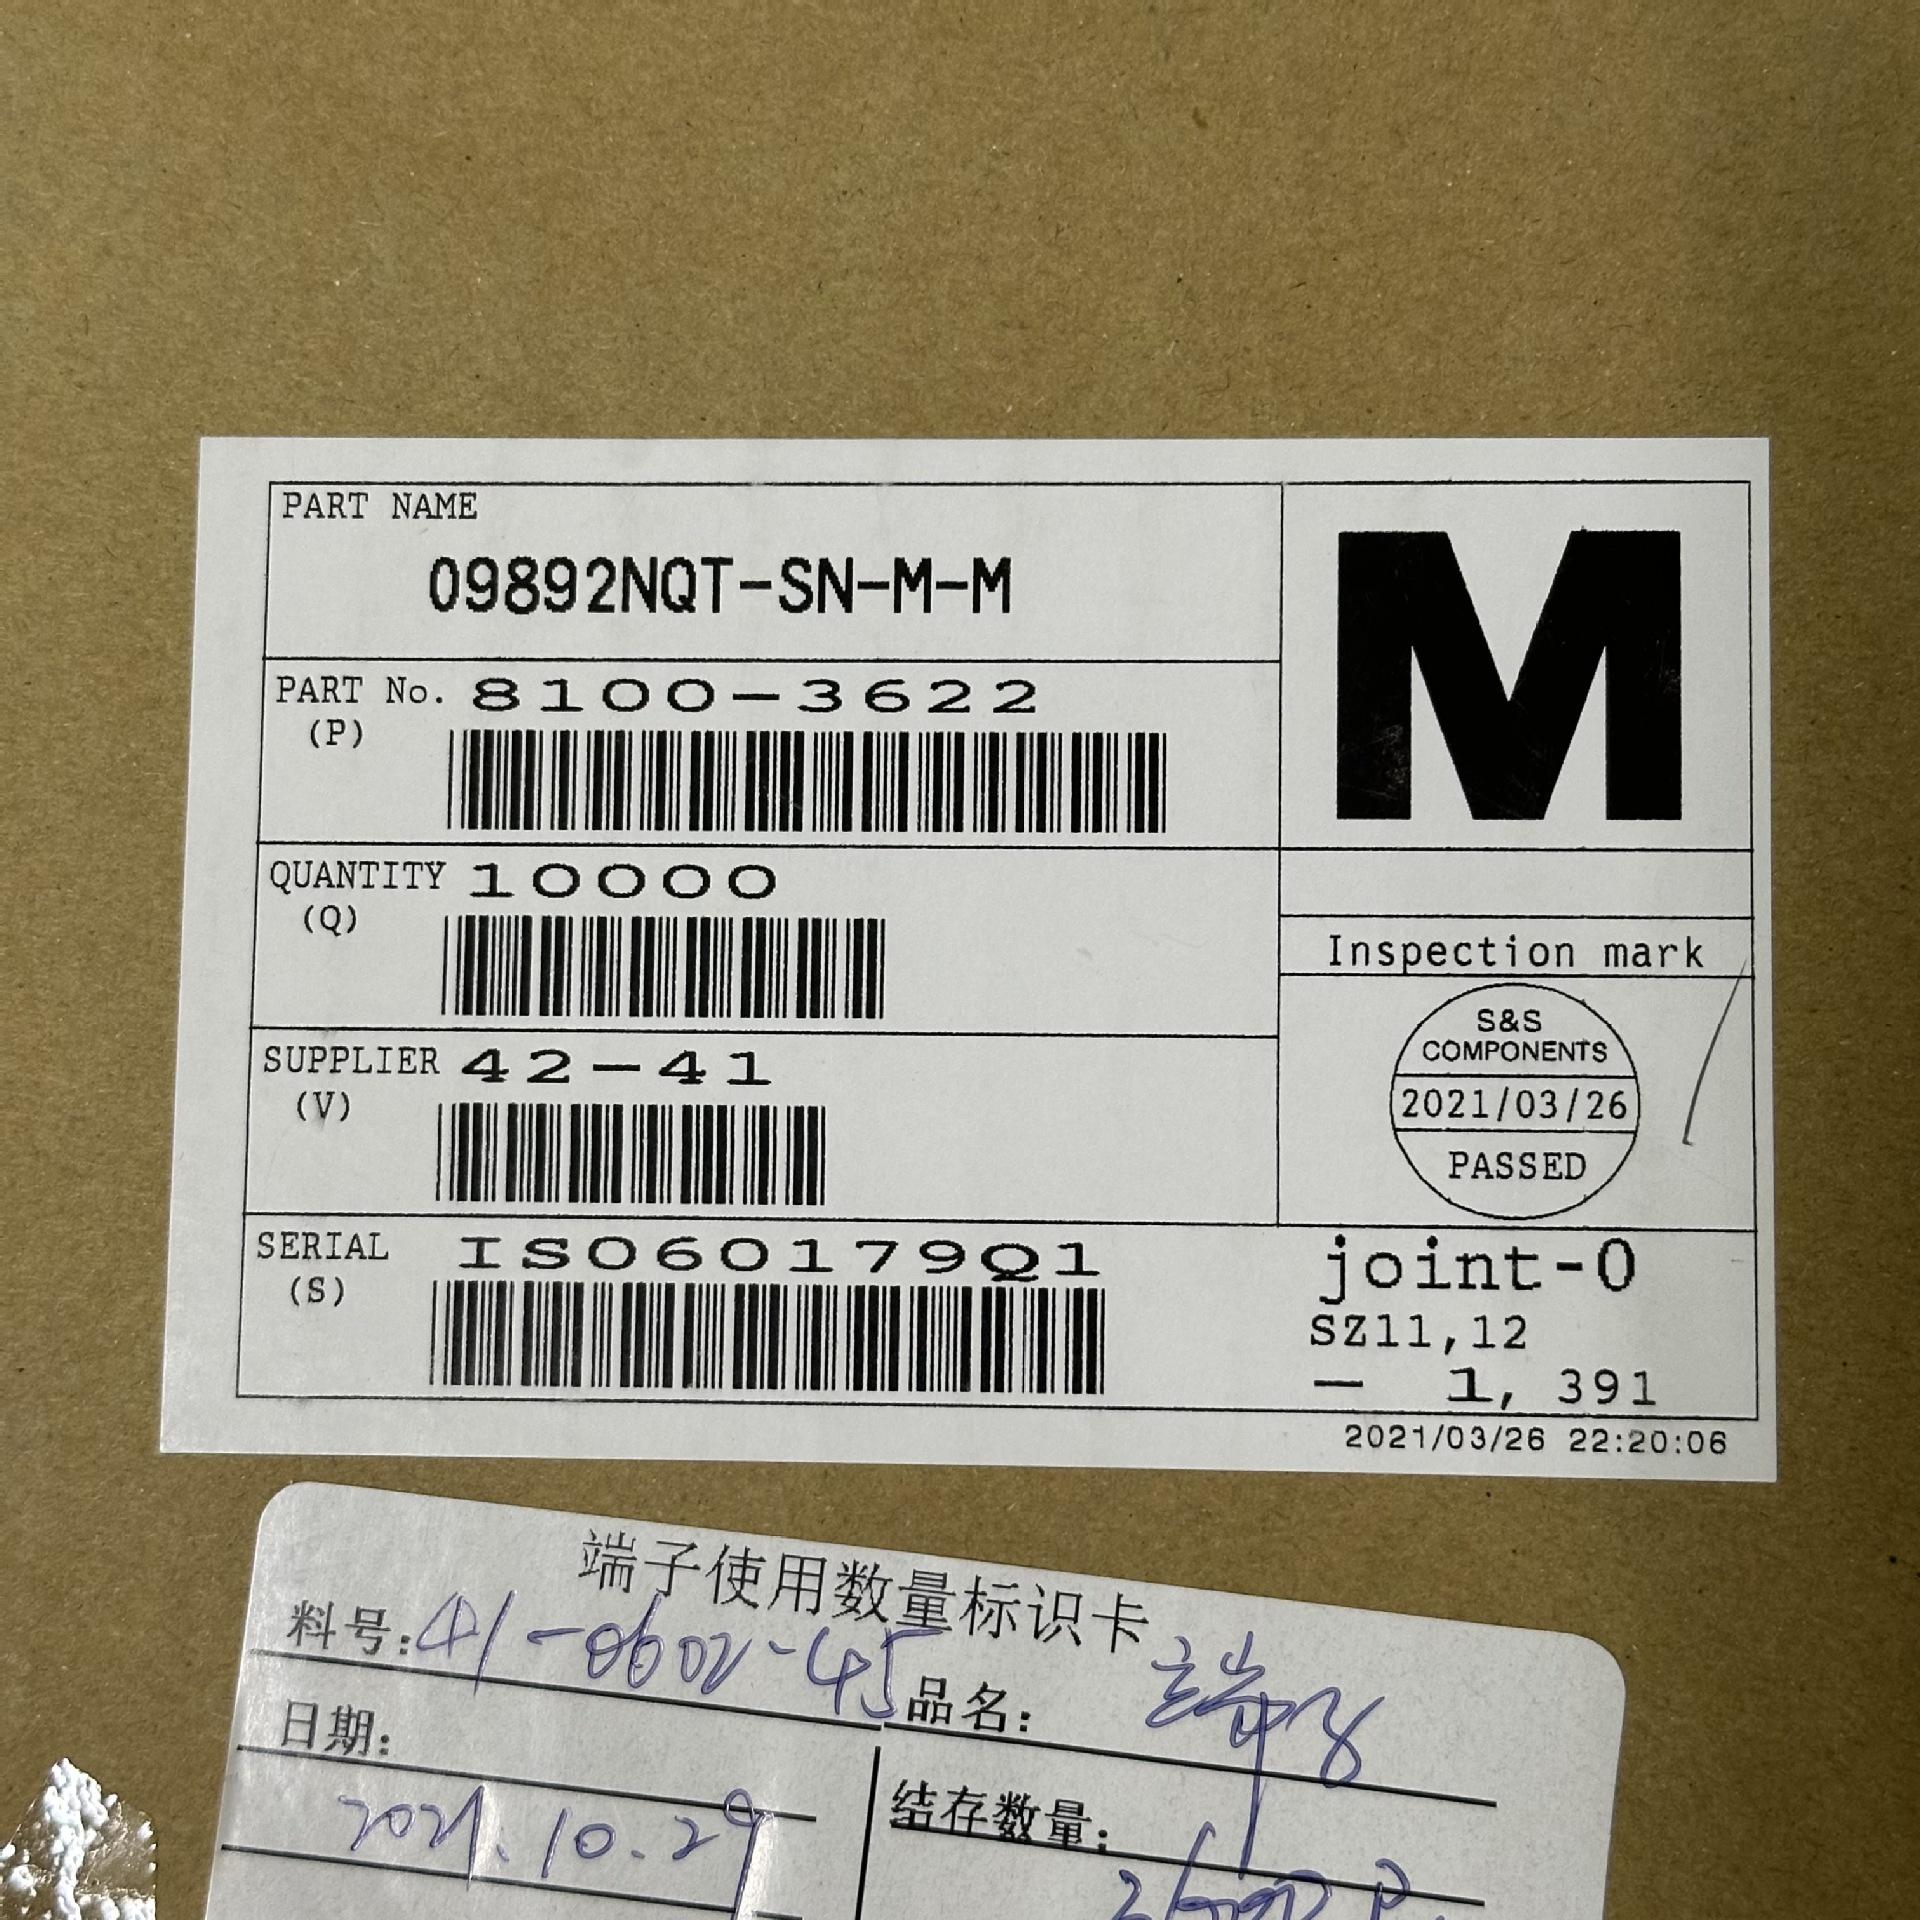 PART NAME
09892NQT-SN-M-M
M
PART No. 8100-3622
(P)
QUANTITY 10000
(Q)
Inspection mark
S&S
COMPONENTS
2021/03/26
PASSED
SUPPLIER 42-41
(V)
SERIAL ISO60179Q1
(S)
joint-0
SZ11,12
- 1, 391
2021/03/26 22:20:06
端子使用数量标识卡
料号: 41-0602-45
品名: 端子
日期:
2021.10.29
结存数量: